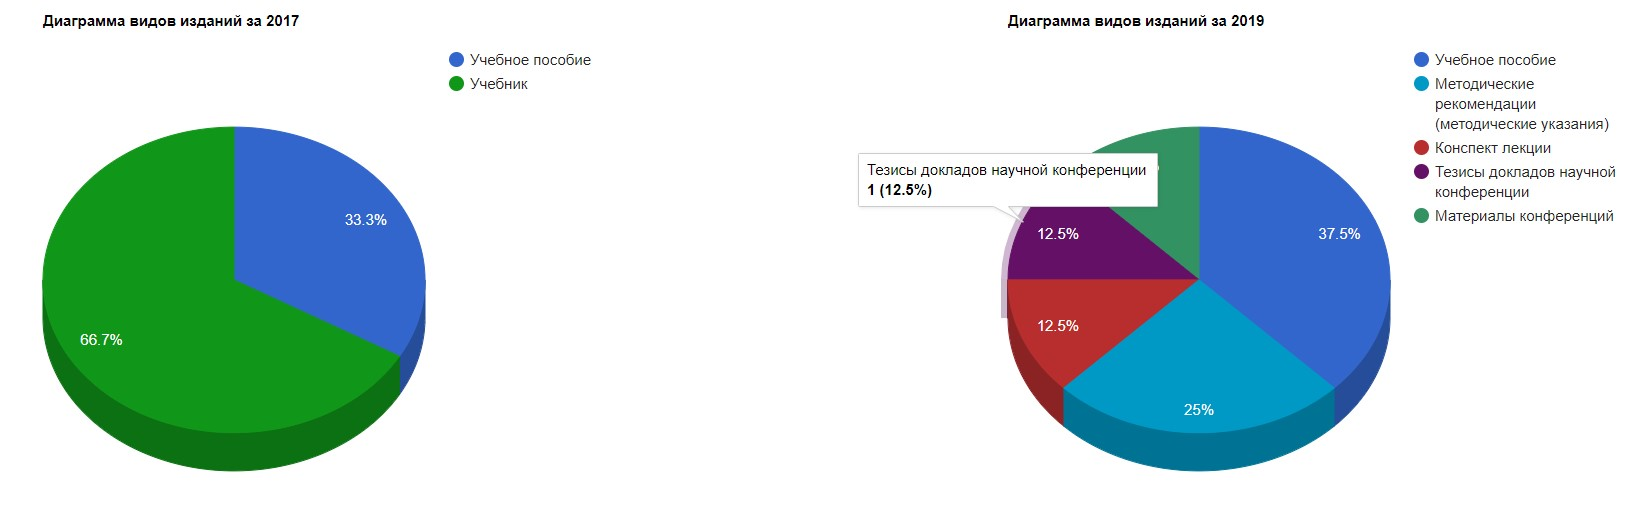 Диаграмма видов изданий за 2017
Учебное пособие
Учебник
33.3%
66.7%
Диаграмма видов изданий за 2019
Учебное пособие
Методические
рекомендации
(методические указания)
Конспект лекции
Тезисы докладов научной
конференции
Материалы конференций
Тезисы докладов научной конференции
1 (12.5%)
12.5%
37.5%
12.5%
25%